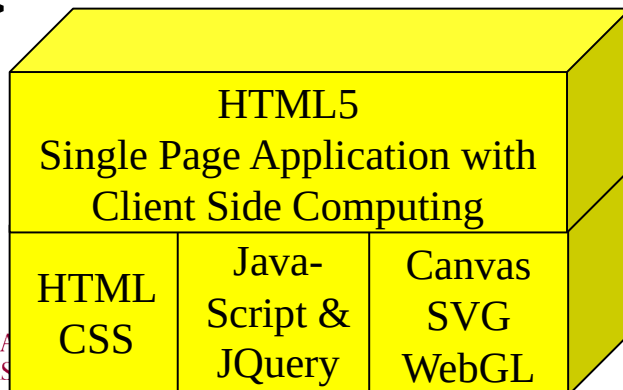 HTML5
Single Page Application with
Client Side Computing
HTML
CSS
Java-
Script &
JQuery
Canvas
SVG
WebGL